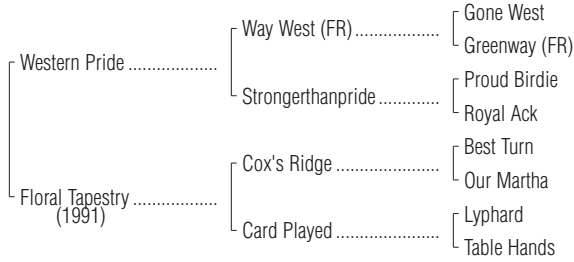 Gone West
Way West (FR) ...................
Greenway (FR)
Western Pride ....................
Proud Birdie
Strongerthanpride ..............
Royal Ack
Best Turn
Cox's Ridge .......................
Our Martha
Floral Tapestry ...................
(1991)
Lyphard
Card Played .......................
Table Hands